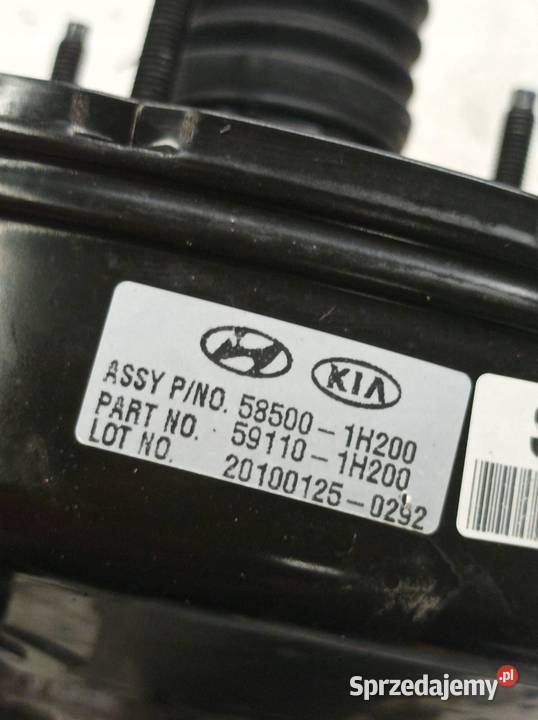 KIA
ASSY P/NO. 58500-1H200
PART NO. 59110-1H200
LOT NO. 20100125-0292
Sprzedajemy.pl